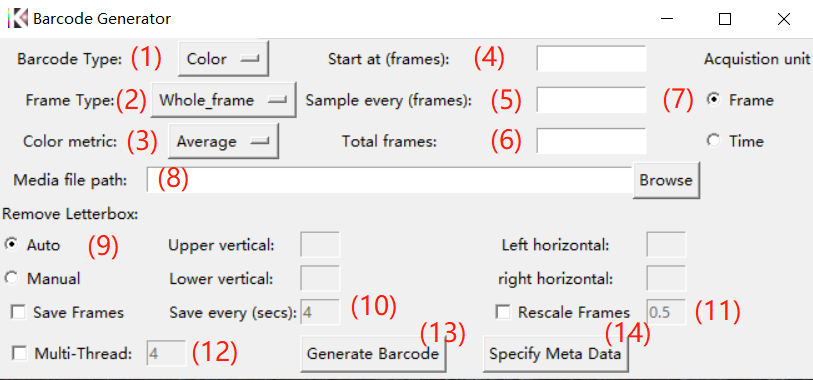 Barcode Generator
Barcode Type: (1) Color Start at (frames): (4) Acquistion unit
Frame Type: (2) Whole_frame Sample every (frames): (5) (7) Frame
Color metric: (3) Average Total frames: (6) Time
Media file path: (8) Browse
Remove Letterbox:
Auto (9) Upper vertical: Left horizontal:
Manual Lower vertical: right horizontal:
Save Frames Save every (secs): 4 (10) Rescale Frames 0.5 (11)
Multi-Thread: 4 (12) Generate Barcode (13) Specify Meta Data (14)